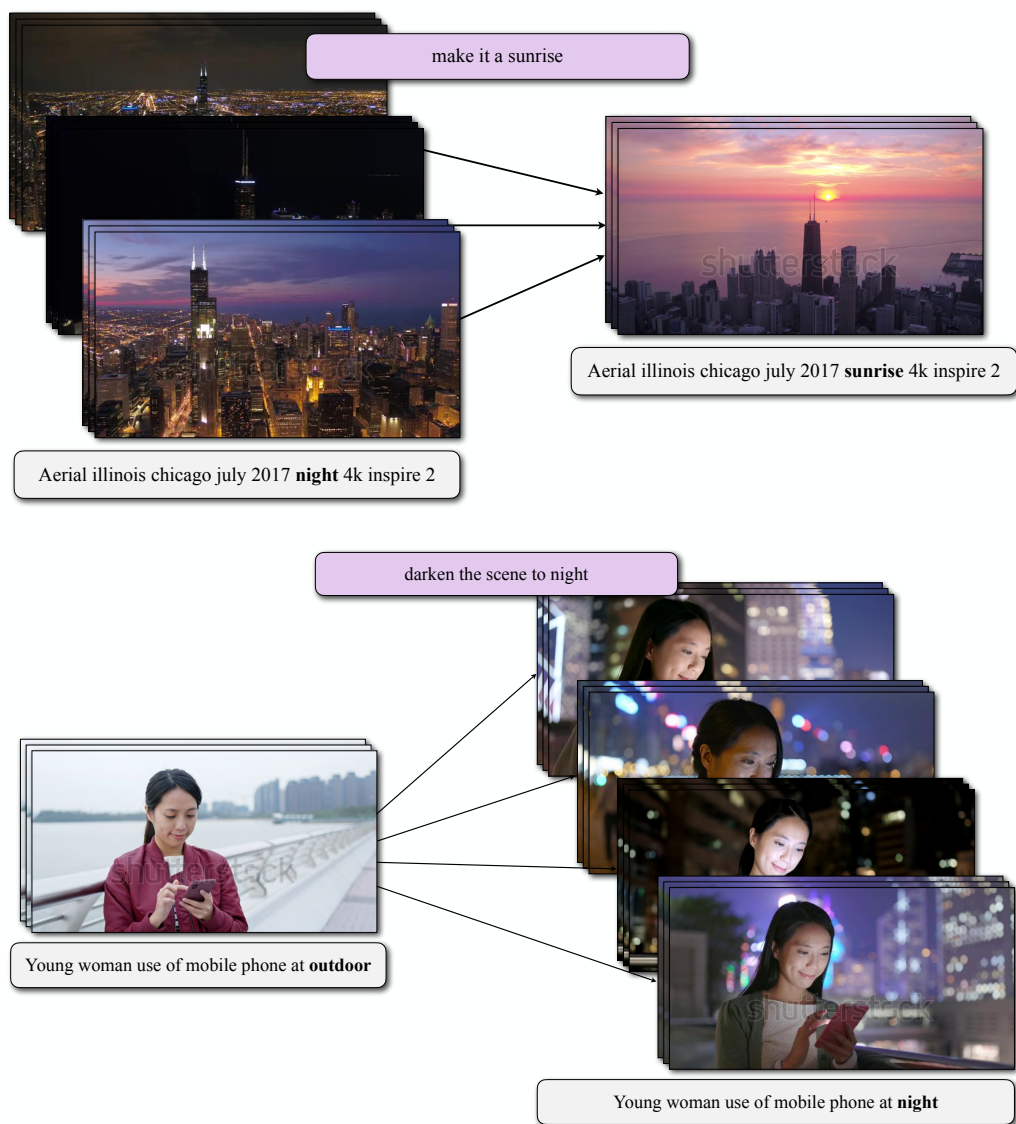 make it a sunrise
shutterstock
shutterstock
Aerial illinois chicago july 2017 sunrise 4k inspire 2
Aerial illinois chicago july 2017 night 4k inspire 2
darken the scene to night
shutterstock
Young woman use of mobile phone at outdoor
shutterstock
Young woman use of mobile phone at night